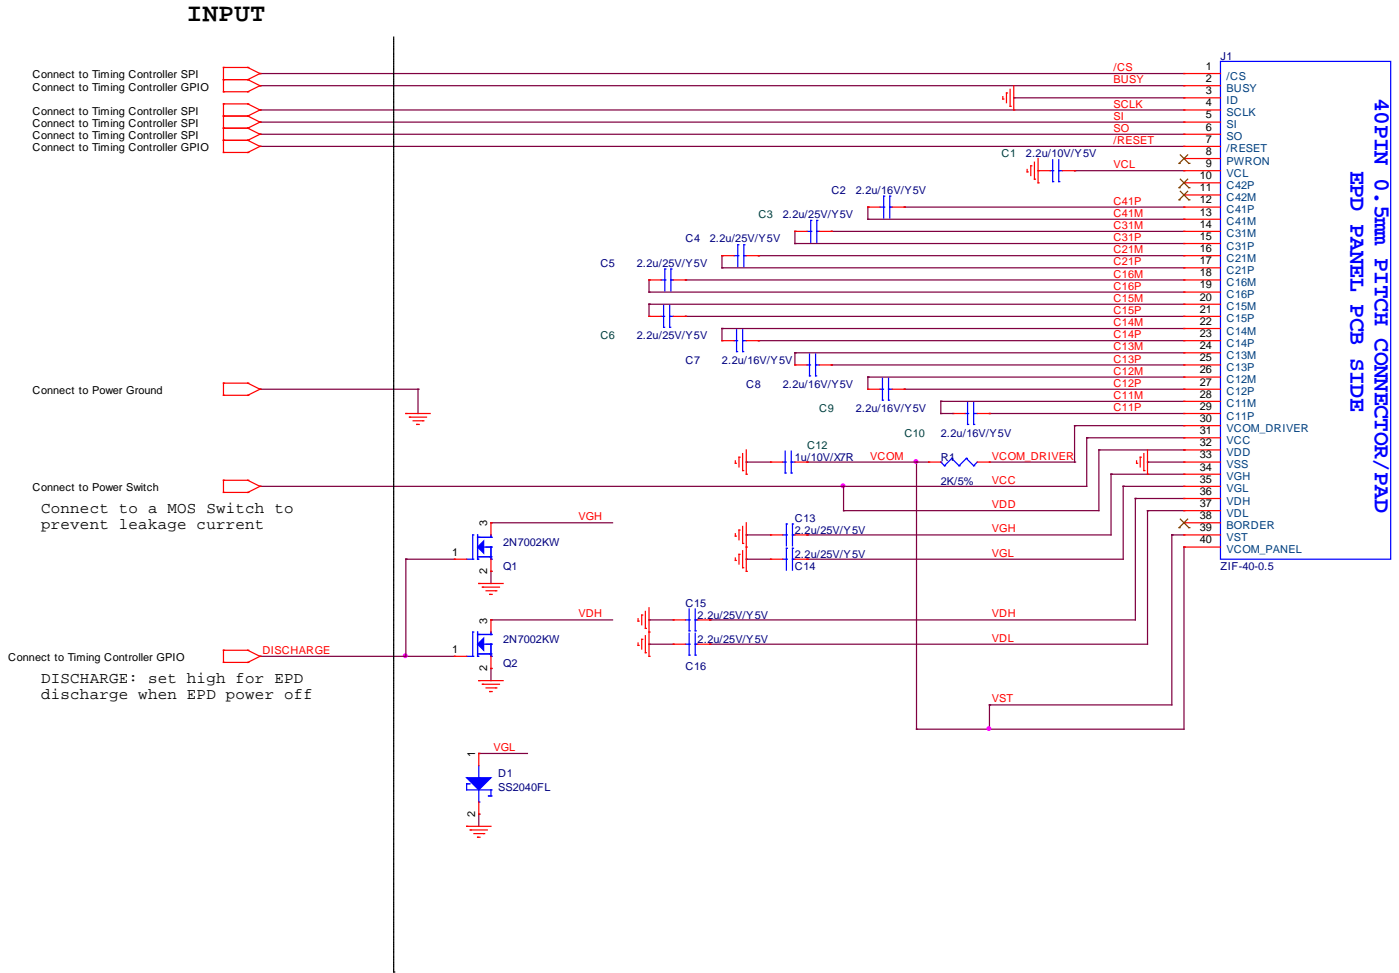 INPUT
J1
Connect to Timing Controller SPI
Connect to Timing Controller GPIO
Connect to Timing Controller SPI
Connect to Timing Controller SPI
Connect to Timing Controller SPI
Connect to Timing Controller GPIO
/CS 1 /CS
BUSY 2 BUSY
3 ID
SCLK 4 SCLK
SI 5 SI
SO 6 SO
/RESET 7 /RESET
8 PWRON
C1 2.2u/10V/Y5V
VCL 9 VCL
10 C42P
11 C42M
C2 2.2u/16V/Y5V
C41P 12 C41P
C41M 13 C41M
C3 2.2u/25V/Y5V
C31M 14 C31M
C31P 15 C31P
C4 2.2u/25V/Y5V
C21M 16 C21M
C21P 17 C21P
C5 2.2u/25V/Y5V
C16M 18 C16M
C16P 19 C16P
C15M 20 C15M
C15P 21 C15P
C6 2.2u/25V/Y5V
C14M 22 C14M
C14P 23 C14P
C7 2.2u/16V/Y5V
C13M 24 C13M
C13P 25 C13P
C8 2.2u/16V/Y5V
C12M 26 C12M
C12P 27 C12P
C9 2.2u/16V/Y5V
C11M 28 C11M
C11P 29 C11P
C10 2.2u/16V/Y5V
30 VCOM_DRIVER
31 VCC
32 VDD
33 VSS
34 VGH
35 VGL
36 VDH
37 VDL
38 BORDER
39 VST
40 VCOM_PANEL
ZIF-40-0.5
40PIN 0.5mm PITCH CONNECTOR/PAD
EPD PANEL PCB SIDE
Connect to Power Ground
C12
1u/10V/X7R
VCOM
R1
2K/5%
VCOM_DRIVER
VCC
VDD
Connect to Power Switch
Connect to a MOS Switch to
prevent leakage current
VGH
3
2N7002KW
1
2
Q1
C13
2.2u/25V/Y5V
VGH
2.2u/25V/Y5V
C14
VGL
VDH
3
2N7002KW
1
2
Q2
C15
2.2u/25V/Y5V
VDH
2.2u/25V/Y5V
C16
VDL
Connect to Timing Controller GPIO
DISCHARGE
DISCHARGE: set high for EPD
discharge when EPD power off
VST
VGL
1
D1
SS2040FL
2